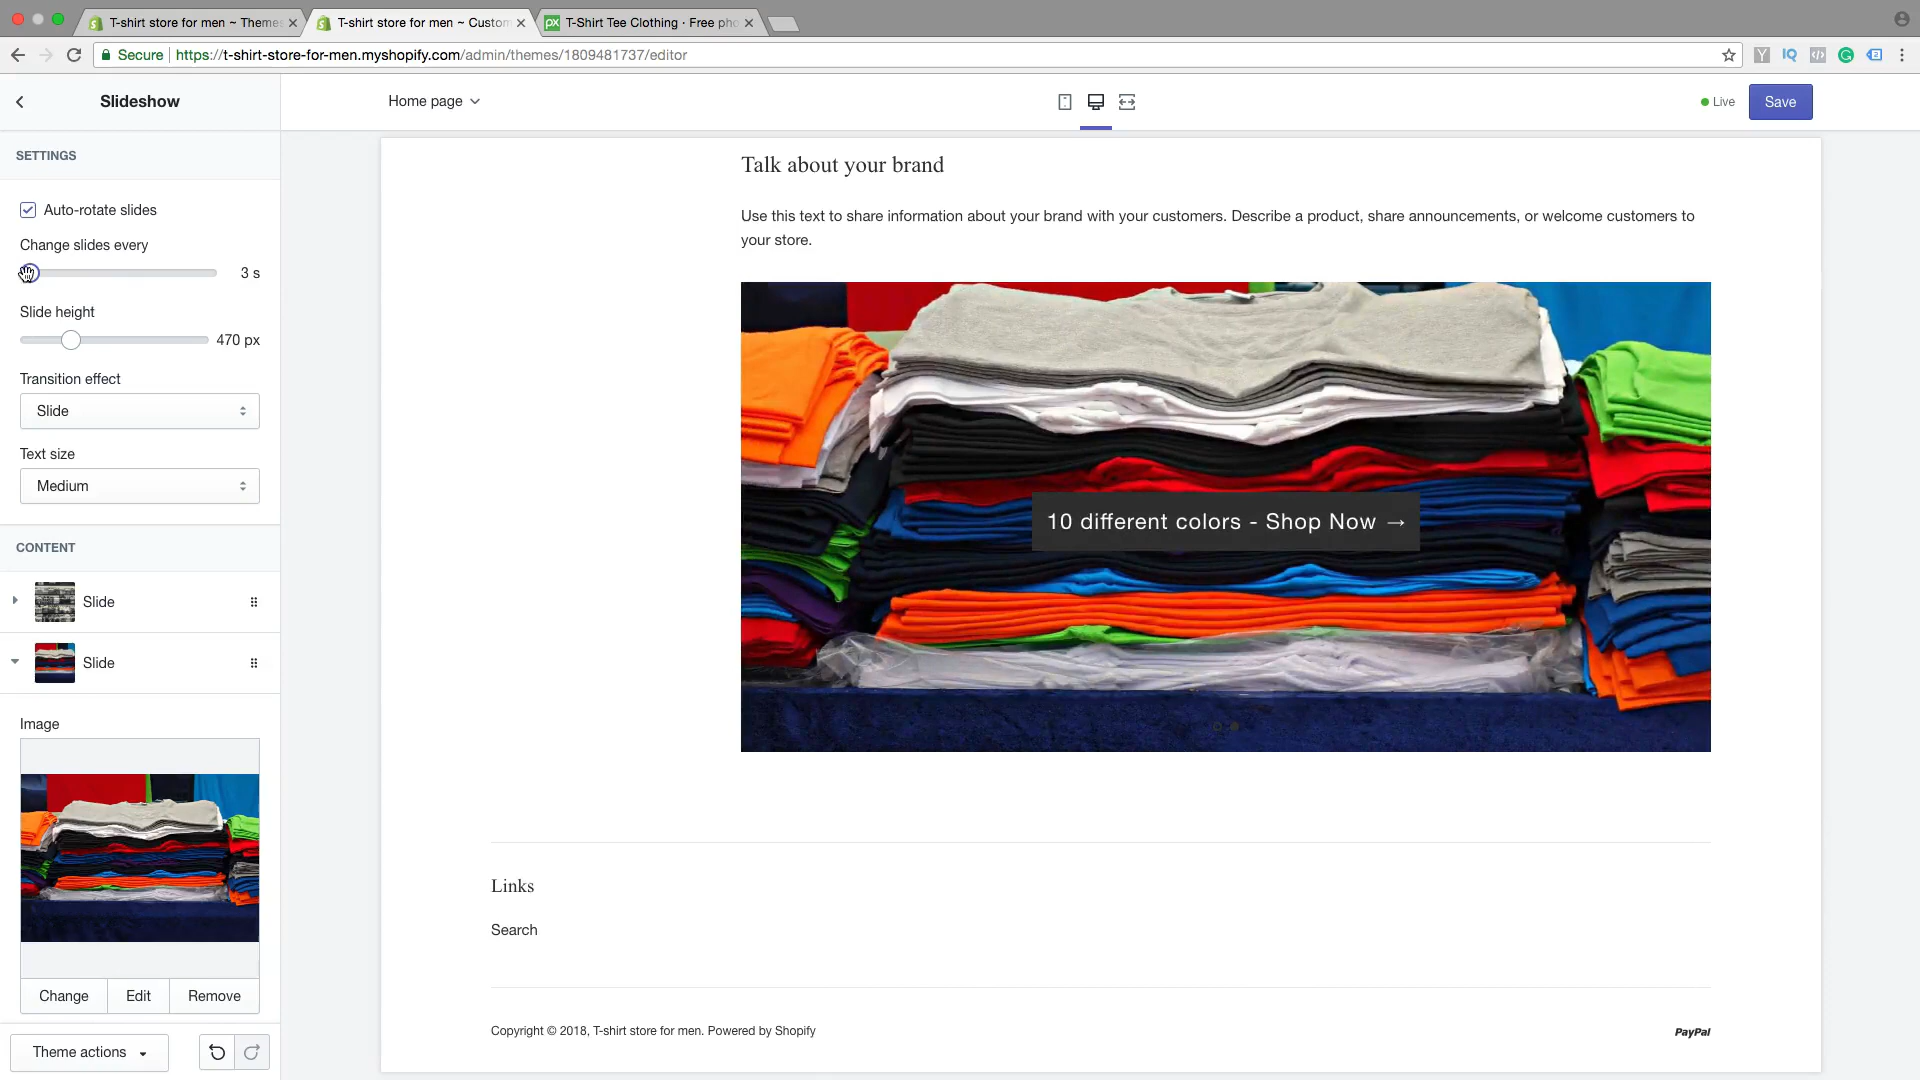 T-shirt store for men ~ Themes
T-shirt store for men ~ Custom
T-Shirt Tee Clothing · Free pho
Secure https://t-shirt-store-for-men.myshopify.com/admin/themes/1809481737/editor
Slideshow
Home page
Live
Save
SETTINGS
Auto-rotate slides
Change slides every
3 s
Slide height
470 px
Transition effect
Slide
Text size
Medium
CONTENT
Slide
Slide
Image
Change Edit Remove
Theme actions
Talk about your brand
Use this text to share information about your brand with your customers. Describe a product, share announcements, or welcome customers to
your store.
10 different colors - Shop Now →
Links
Search
Copyright © 2018, T-shirt store for men. Powered by Shopify
PayPal